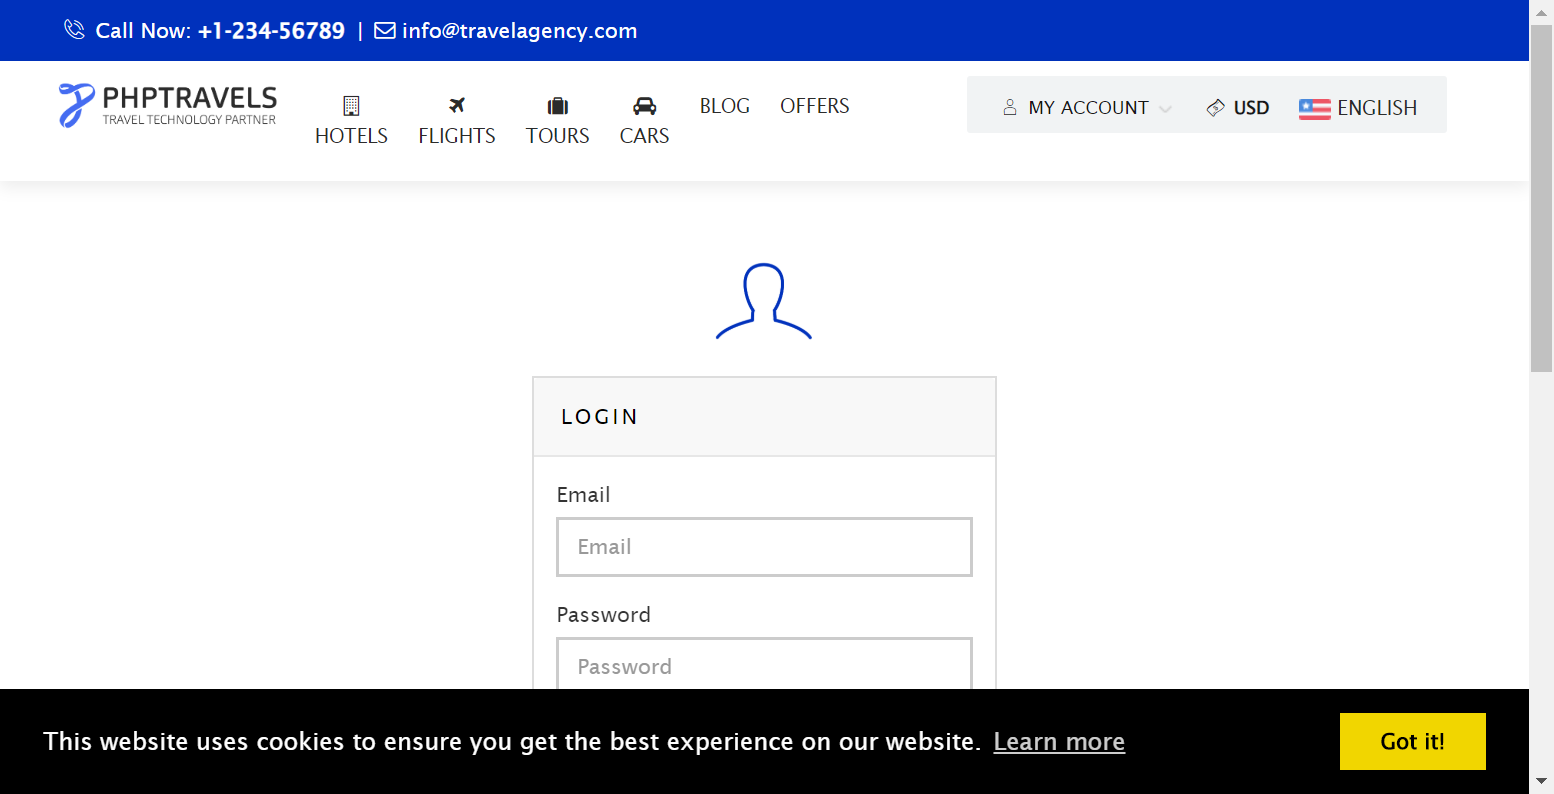 Call Now: +1-234-56789 | info@travelagency.com
PHPTRAVELS
TRAVEL TECHNOLOGY PARTNER
HOTELS FLIGHTS TOURS CARS BLOG OFFERS
MY ACCOUNT USD ENGLISH
LOGIN
Email
Email
Password
Password
This website uses cookies to ensure you get the best experience on our website. Learn more
Got it!